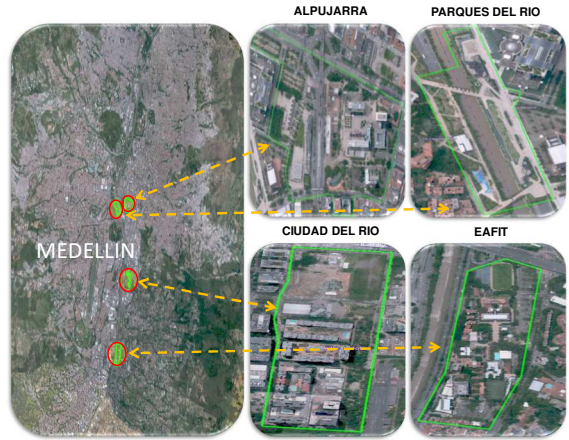 ALPUJARRA
PARQUES DEL RIO
MEDELLIN
CIUDAD DEL RIO
EAFIT